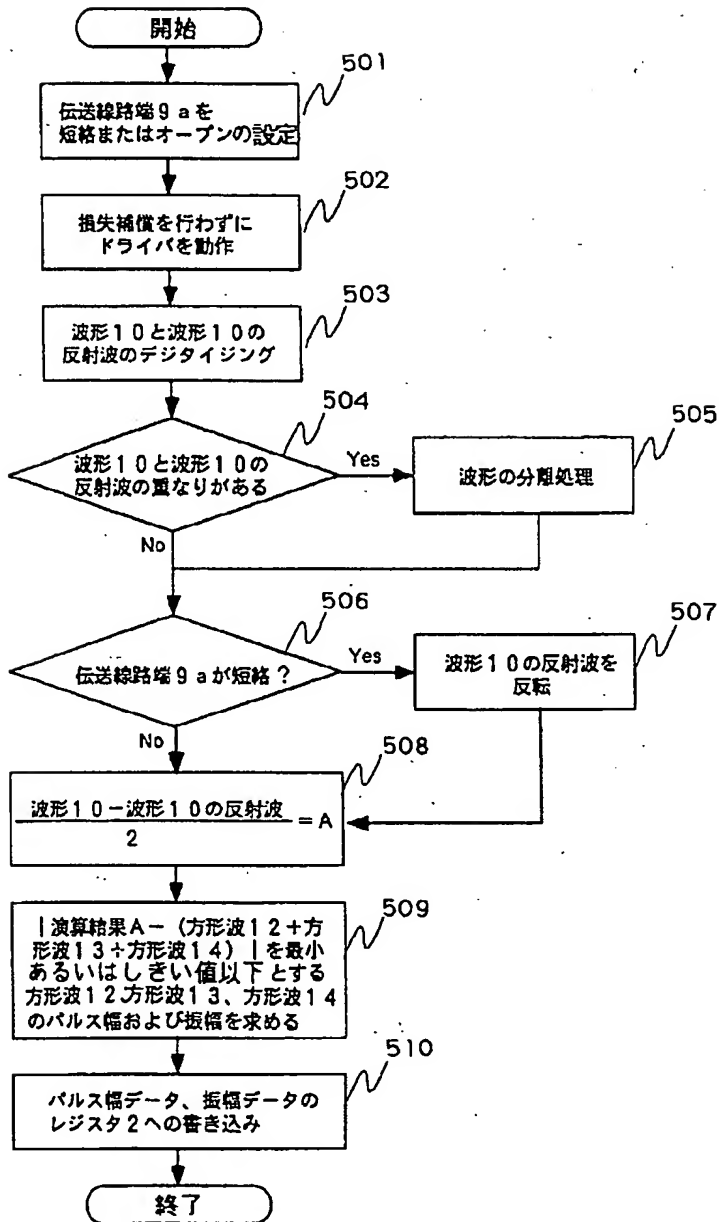 開始
501
伝送線路端9aを
短絡またはオープンの設定
502
損失補償を行わずに
ドライバを動作
503
波形10と波形10の
反射波のデジタイジング
504
波形10と波形10の
反射波の重なりがある
Yes
505
波形の分離処理
No
506
伝送線路端9aが短絡?
Yes
507
波形10の反射波を
反転
No
508
波形10-波形10の反射波
=A
2
509
|演算結果A-(方形波12+方
形波13+方形波14)|を最小
あるいはしきい値以下とする
方形波12、方形波13、方形波14
のパルス幅および振幅を求める
510
パルス幅データ、振幅データの
レジスタ2への書き込み
終了